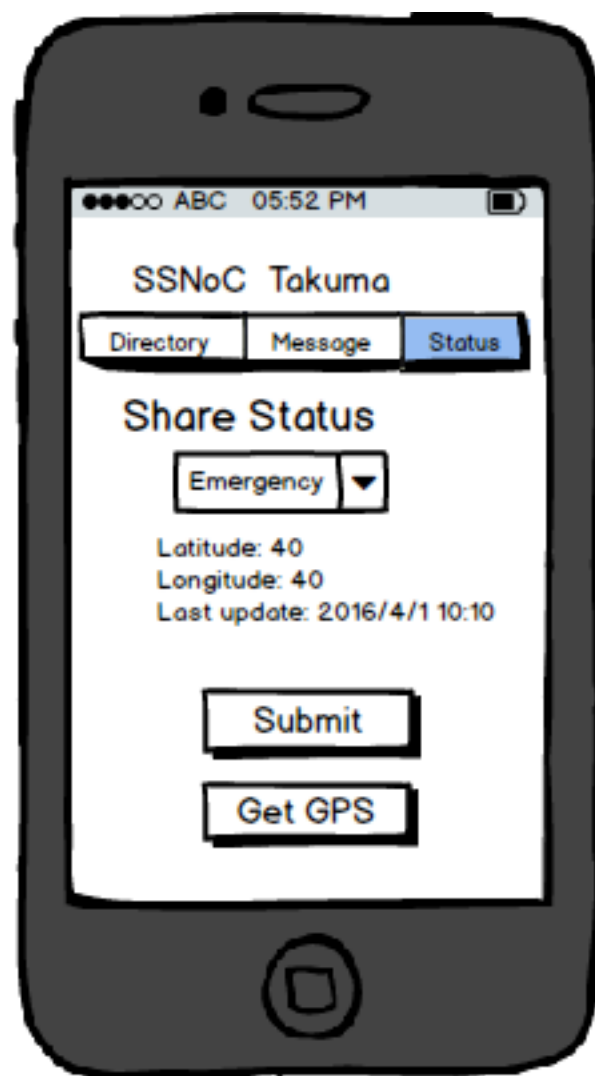 ABC 05:52 PM
SSNoC Takuma
Directory Message Status
Share Status
Emergency
Latitude: 40
Longitude: 40
Last update: 2016/4/1 10:10
Submit
Get GPS